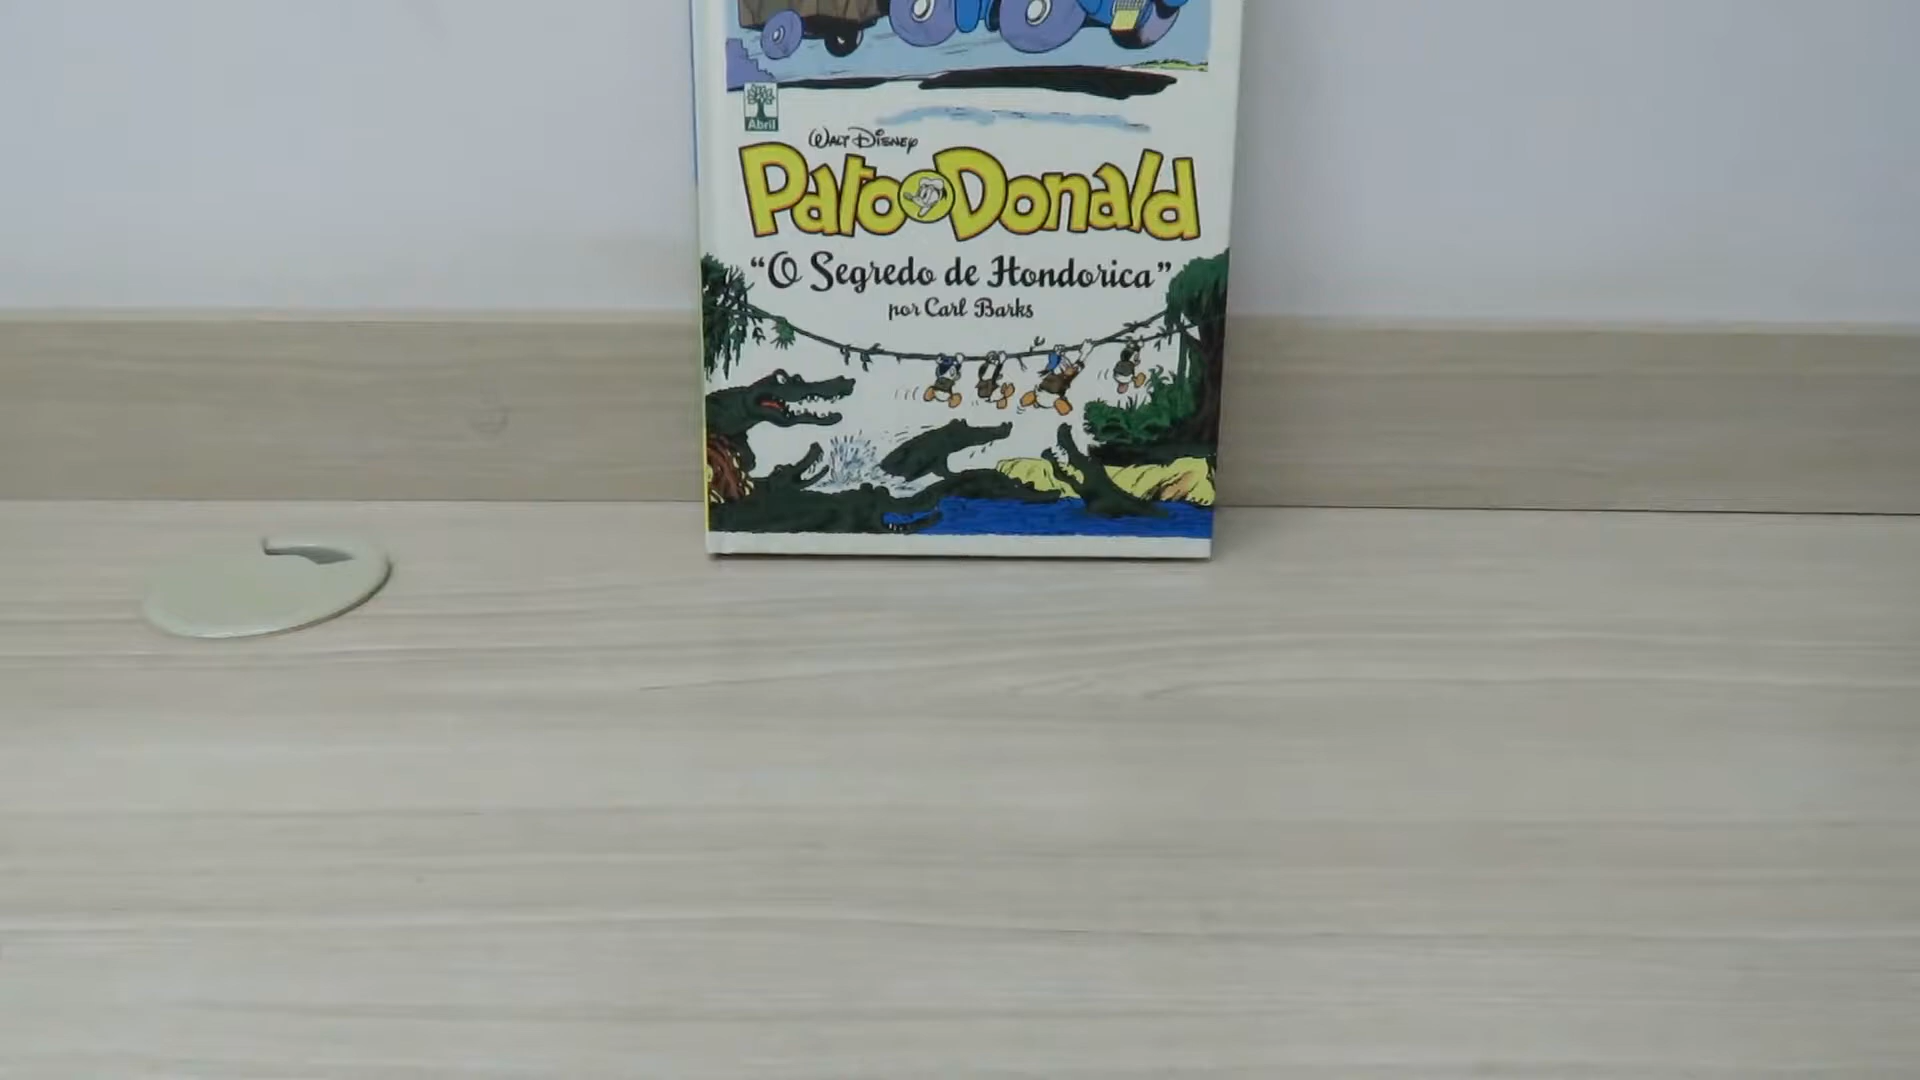 Abril
Walt Disney
Pato Donald
“O Segredo de Hondorica”
por Carl Barks